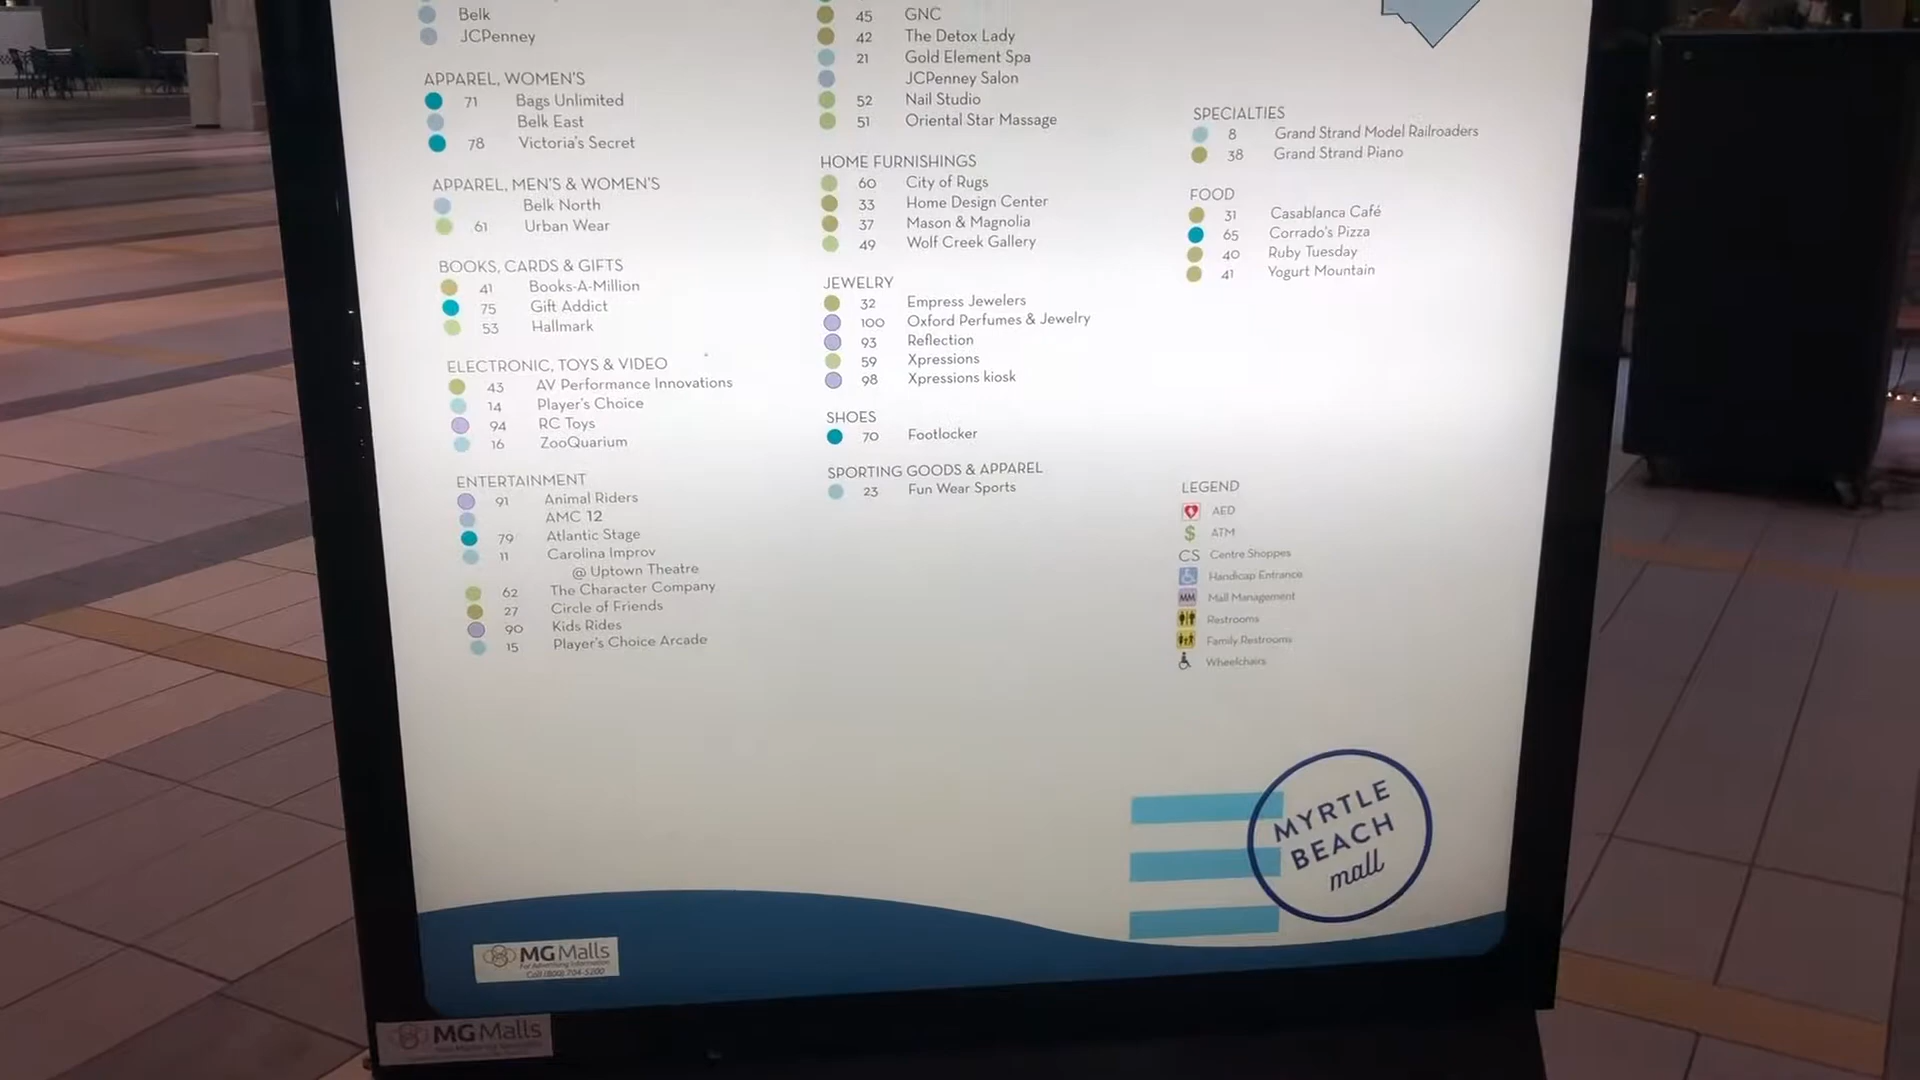 Belk
JCPenney
APPAREL, WOMEN'S
71 Bags Unlimited
Belk East
78 Victoria's Secret
APPAREL, MEN'S & WOMEN'S
Belk North
61 Urban Wear
BOOKS, CARDS & GIFTS
41 Books-A-Million
75 Gift Addict
53 Hallmark
ELECTRONIC, TOYS & VIDEO
43 AV Performance Innovations
14 Player's Choice
94 RC Toys
16 ZooQuarium
ENTERTAINMENT
91 Animal Riders
AMC 12
79 Atlantic Stage
11 Carolina Improv
@ Uptown Theatre
62 The Character Company
27 Circle of Friends
90 Kids Rides
15 Player's Choice Arcade
45 GNC
42 The Detox Lady
21 Gold Element Spa
JCPenney Salon
52 Nail Studio
51 Oriental Star Massage
HOME FURNISHINGS
60 City of Rugs
33 Home Design Center
37 Mason & Magnolia
49 Wolf Creek Gallery
JEWELRY
32 Empress Jewelers
100 Oxford Perfumes & Jewelry
93 Reflection
59 Xpressions
98 Xpressions kiosk
SHOES
70 Footlocker
SPORTING GOODS & APPAREL
23 Fun Wear Sports
SPECIALTIES
8 Grand Strand Model Railroaders
38 Grand Strand Piano
FOOD
31 Casablanca Café
65 Corrado's Pizza
40 Ruby Tuesday
41 Yogurt Mountain
LEGEND
AED
$ ATM
CS Centre Shoppes
Handicap Entrance
MM Mall Management
Restrooms
Family Restrooms
Wheelchairs
MYRTLE
BEACH
mall
MG Malls
For Advertising Information
Call (800) 704-5200
MG Malls